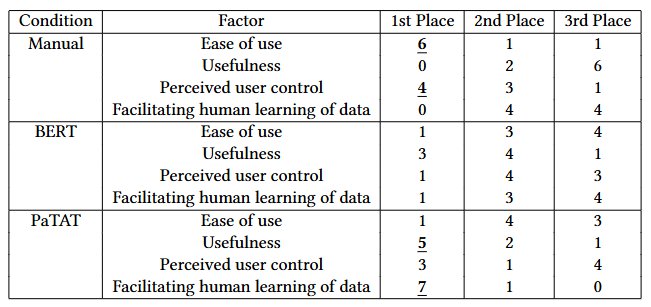 Condition Factor 1st Place 2nd Place 3rd Place
Manual Ease of use 6 1 1
Usefulness 0 2 6
Perceived user control 4 3 1
Facilitating human learning of data 0 4 4
BERT Ease of use 1 3 4
Usefulness 3 4 1
Perceived user control 1 4 3
Facilitating human learning of data 1 3 4
PaTAT Ease of use 1 4 3
Usefulness 5 2 1
Perceived user control 3 1 4
Facilitating human learning of data 7 1 0